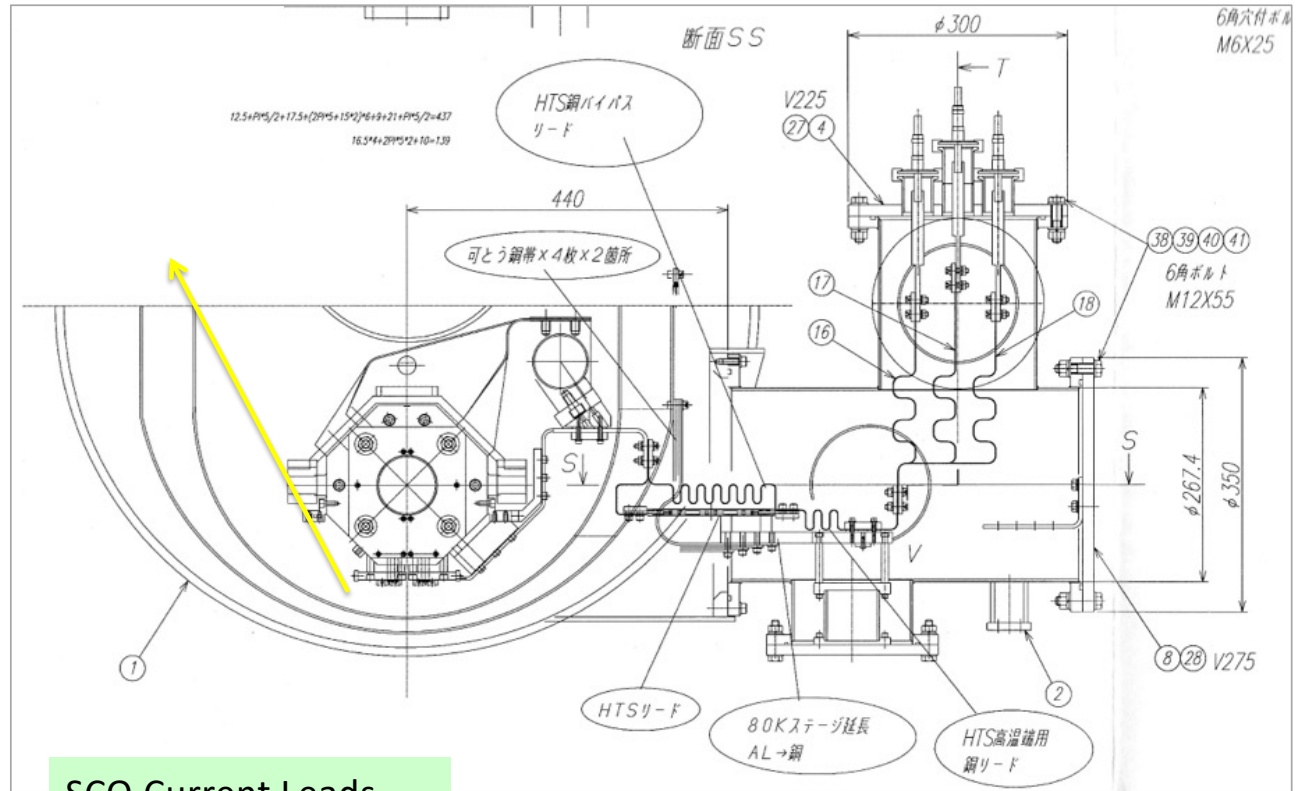 断面SS
φ300
6角穴付ボル
M6X25
T
HTS銅バイパス
リード
V225
27 4
12.5+PI*5/2+17.5+(2PI*5+15*2)*6+9+21+PI*5/2=437
16.5*4+2PI*5*2+10=139
440
可とう銅帯×4枚×2箇所
38 39 40 41
6角ボルト
M12X55
17
16
18
S
S
φ267.4
φ350
V
1
2
8 28 V275
HTSリード
80Kステージ延長
AL→銅
HTS高温端用
銅リード
SCQ Current Leads